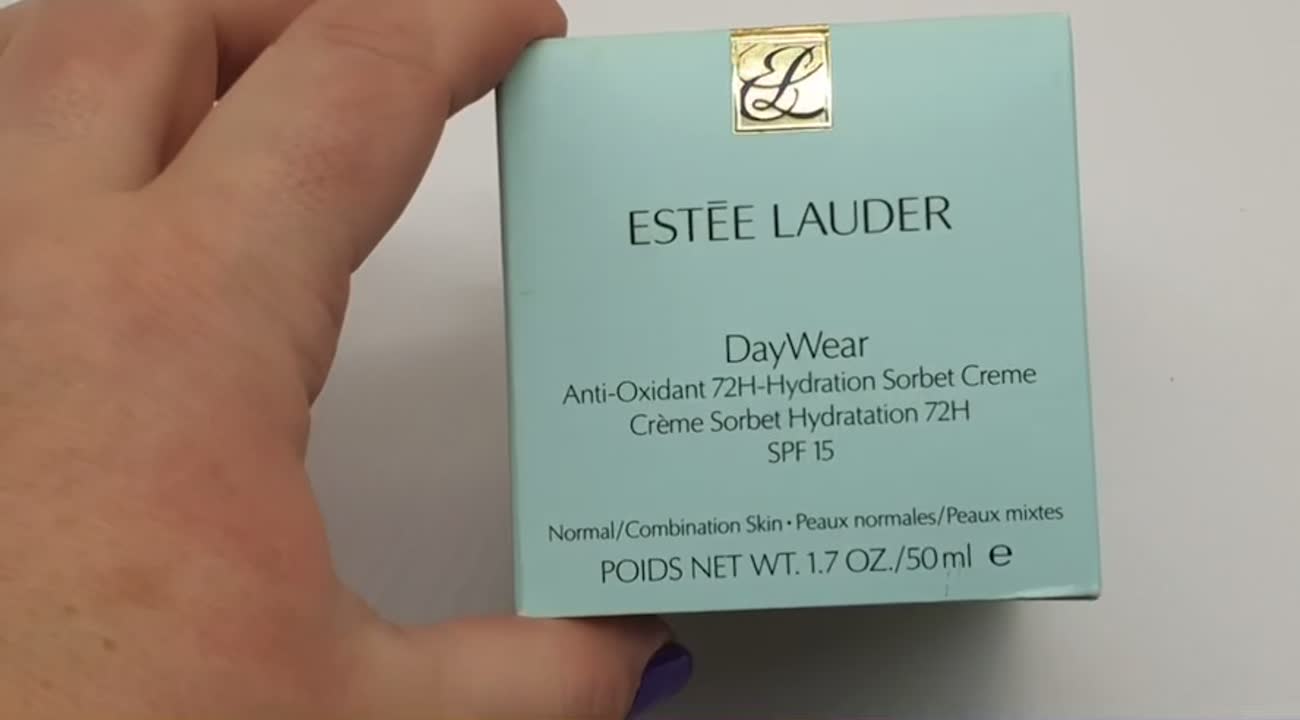 EL
ESTĒE LAUDER
DayWear
Anti-Oxidant 72H-Hydration Sorbet Creme
Crème Sorbet Hydratation 72H
SPF 15
Normal/Combination Skin • Peaux normales/Peaux mixtes
POIDS NET WT. 1.7 OZ./50 ml ℮